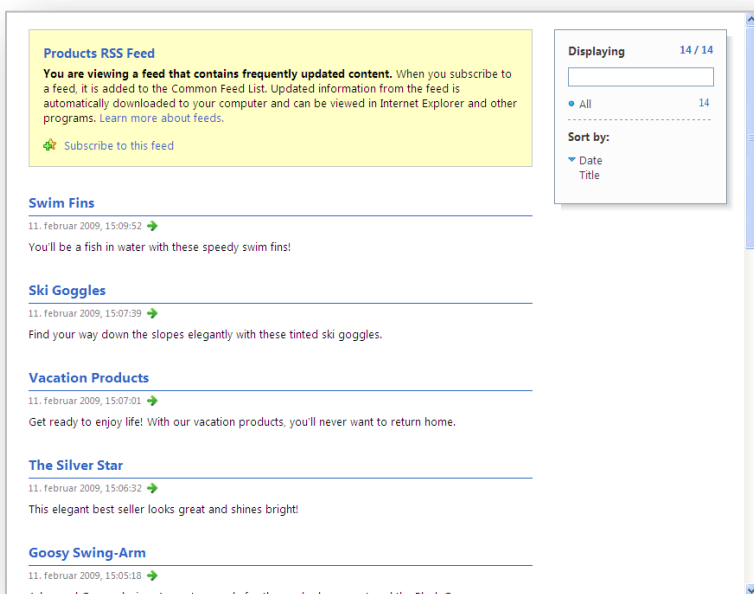 Products RSS Feed
You are viewing a feed that contains frequently updated content. When you subscribe to
a feed, it is added to the Common Feed List. Updated information from the feed is
automatically downloaded to your computer and can be viewed in Internet Explorer and other
programs. Learn more about feeds.
Subscribe to this feed
Displaying 14 / 14
All 14
Sort by:
Date
Title
Swim Fins
11. februar 2009, 15:09:52
You'll be a fish in water with these speedy swim fins!
Ski Goggles
11. februar 2009, 15:07:39
Find your way down the slopes elegantly with these tinted ski goggles.
Vacation Products
11. februar 2009, 15:07:01
Get ready to enjoy life! With our vacation products, you'll never want to return home.
The Silver Star
11. februar 2009, 15:06:32
This elegant best seller looks great and shines bright!
Goosy Swing-Arm
11. februar 2009, 15:05:18